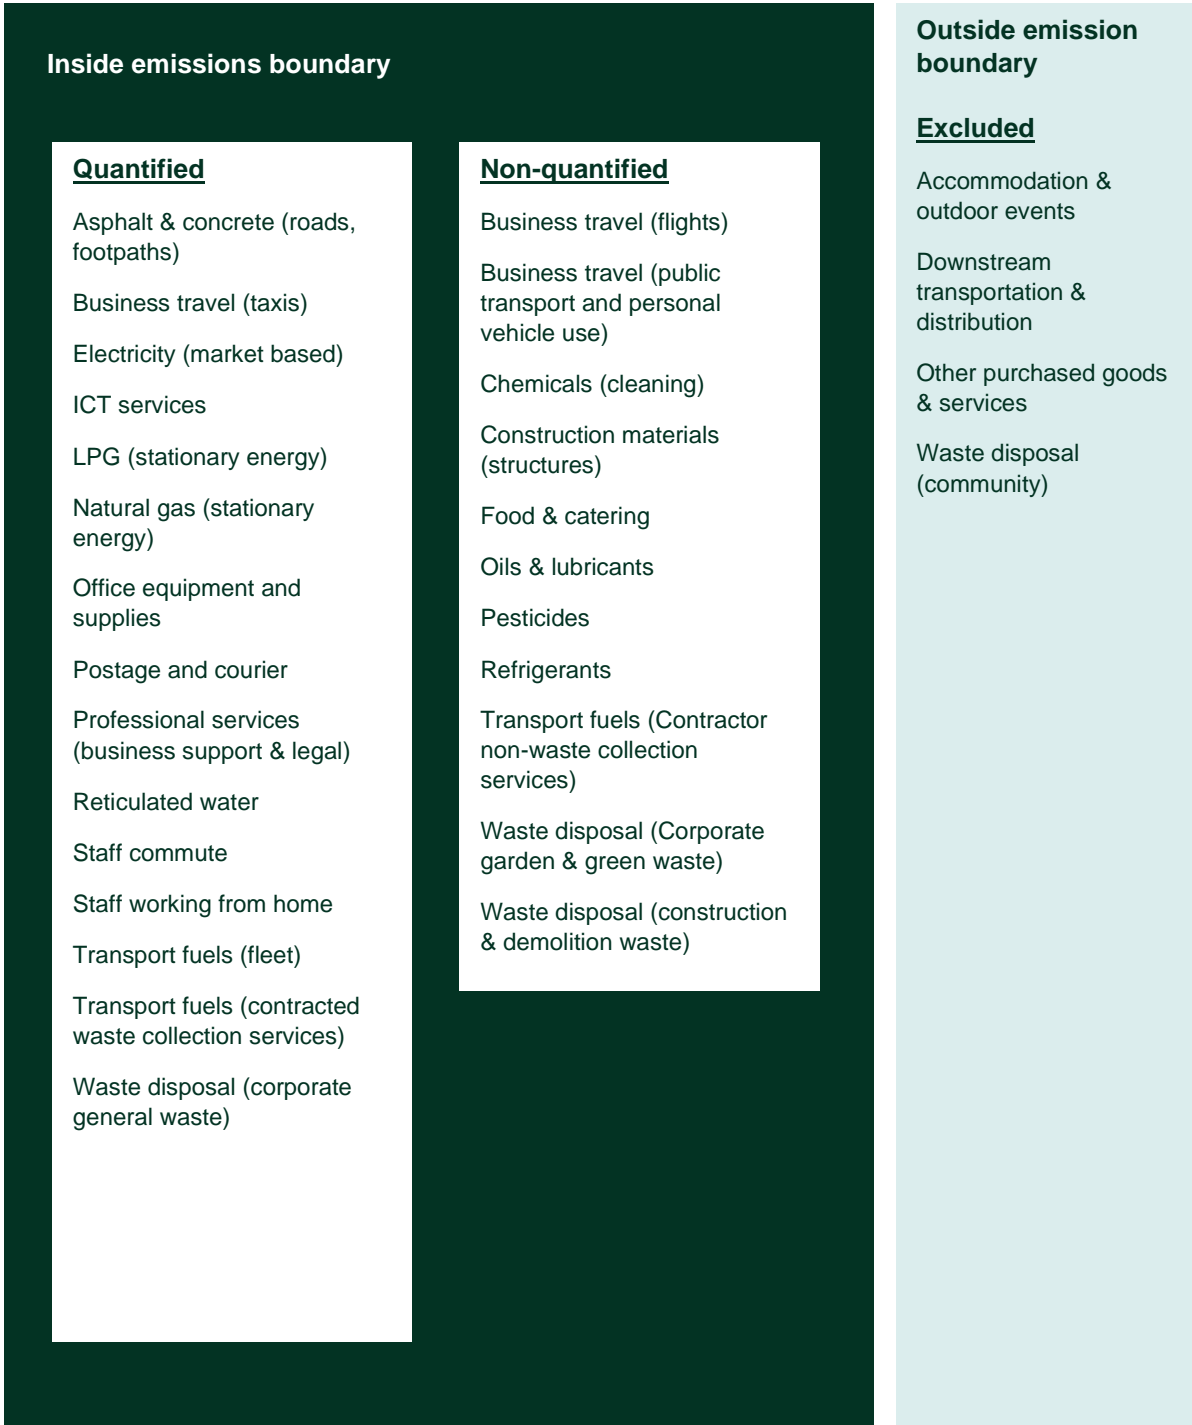 Inside emissions boundary
Quantified
Asphalt & concrete (roads,
footpaths)
Business travel (taxis)
Electricity (market based)
ICT services
LPG (stationary energy)
Natural gas (stationary
energy)
Office equipment and
supplies
Postage and courier
Professional services
(business support & legal)
Reticulated water
Staff commute
Staff working from home
Transport fuels (fleet)
Transport fuels (contracted
waste collection services)
Waste disposal (corporate
general waste)
Non-quantified
Business travel (flights)
Business travel (public
transport and personal
vehicle use)
Chemicals (cleaning)
Construction materials
(structures)
Food & catering
Oils & lubricants
Pesticides
Refrigerants
Transport fuels (Contractor
non-waste collection
services)
Waste disposal (Corporate
garden & green waste)
Waste disposal (construction
& demolition waste)
Outside emission
boundary
Excluded
Accommodation &
outdoor events
Downstream
transportation &
distribution
Other purchased goods
& services
Waste disposal
(community)